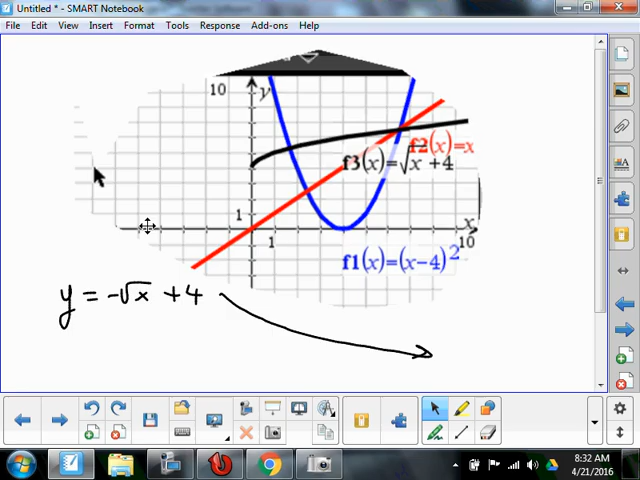 Untitled * - SMART Notebook
File Edit View Insert Format Tools Response Add-ons Help
10 y
f2(x)=x
f3(x)=√x+4
1
x
1
10
f1(x)=(x-4)²
y = -√x + 4
8:32 AM
4/21/2016